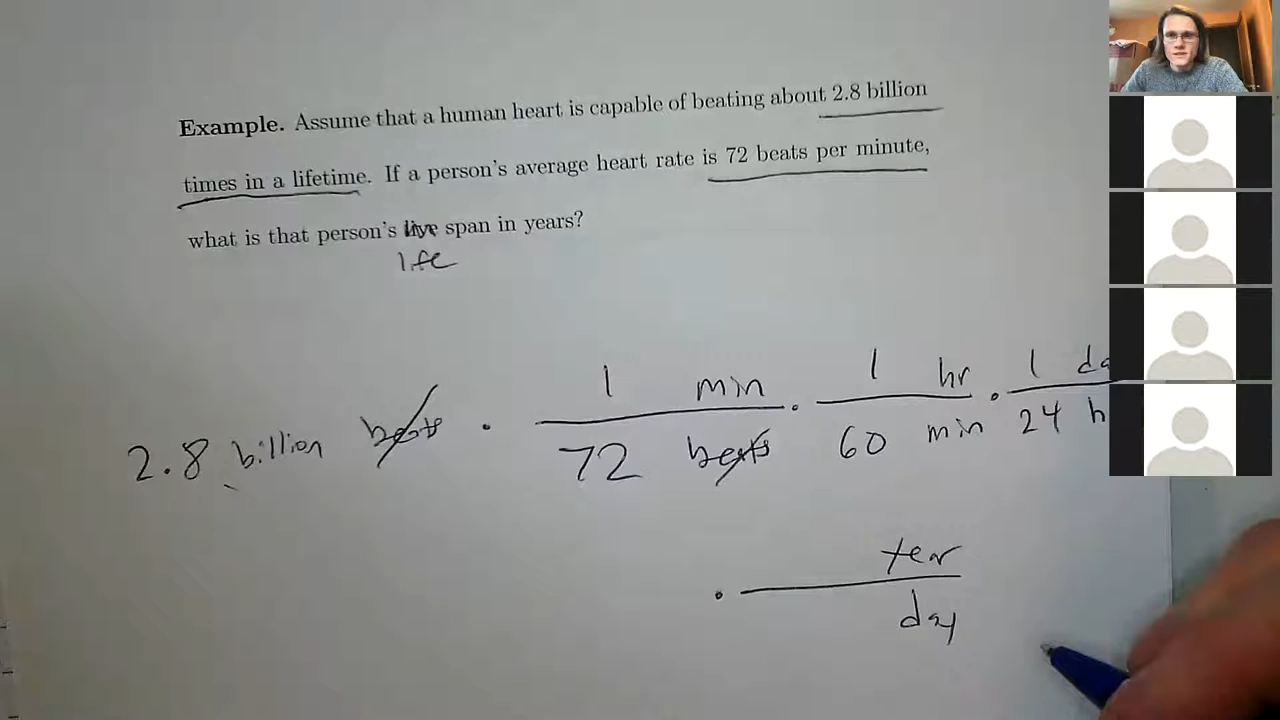 Example. Assume that a human heart is capable of beating about 2.8 billion
times in a lifetime. If a person's average heart rate is 72 beats per minute,
what is that person's live span in years?
life
2.8 billion beats · 1 min / 72 beats · 1 hr / 60 min · 1 da / 24 h
· year / day